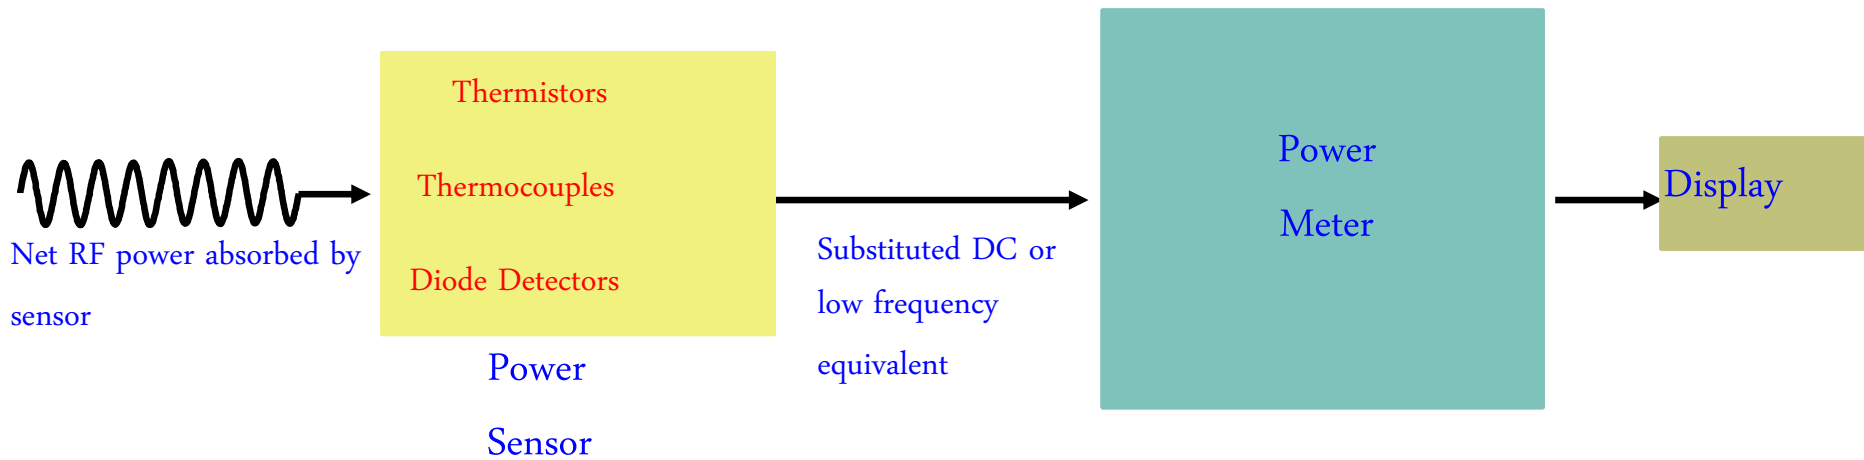 Net RF power absorbed by
sensor
Thermistors
Thermocouples
Diode Detectors
Power
Sensor
Substituted DC or
low frequency
equivalent
Power
Meter
Display